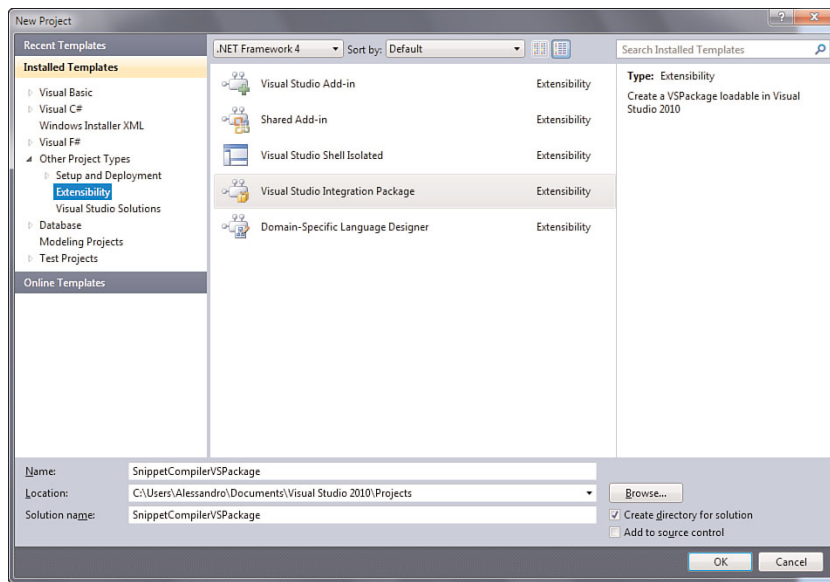 New Project
Recent Templates
Installed Templates
Visual Basic
Visual C#
Windows Installer XML
Visual F#
Other Project Types
Setup and Deployment
Extensibility
Visual Studio Solutions
Database
Modeling Projects
Test Projects
Online Templates
.NET Framework 4
Sort by:
Default
Visual Studio Add-in
Extensibility
Shared Add-in
Extensibility
Visual Studio Shell Isolated
Extensibility
Visual Studio Integration Package
Extensibility
Domain-Specific Language Designer
Extensibility
Search Installed Templates
Type: Extensibility
Create a VSPackage loadable in Visual
Studio 2010
Name:
SnippetCompilerVSPackage
Location:
C:\Users\Alessandro\Documents\Visual Studio 2010\Projects
Browse...
Solution name:
SnippetCompilerVSPackage
Create directory for solution
Add to source control
OK
Cancel